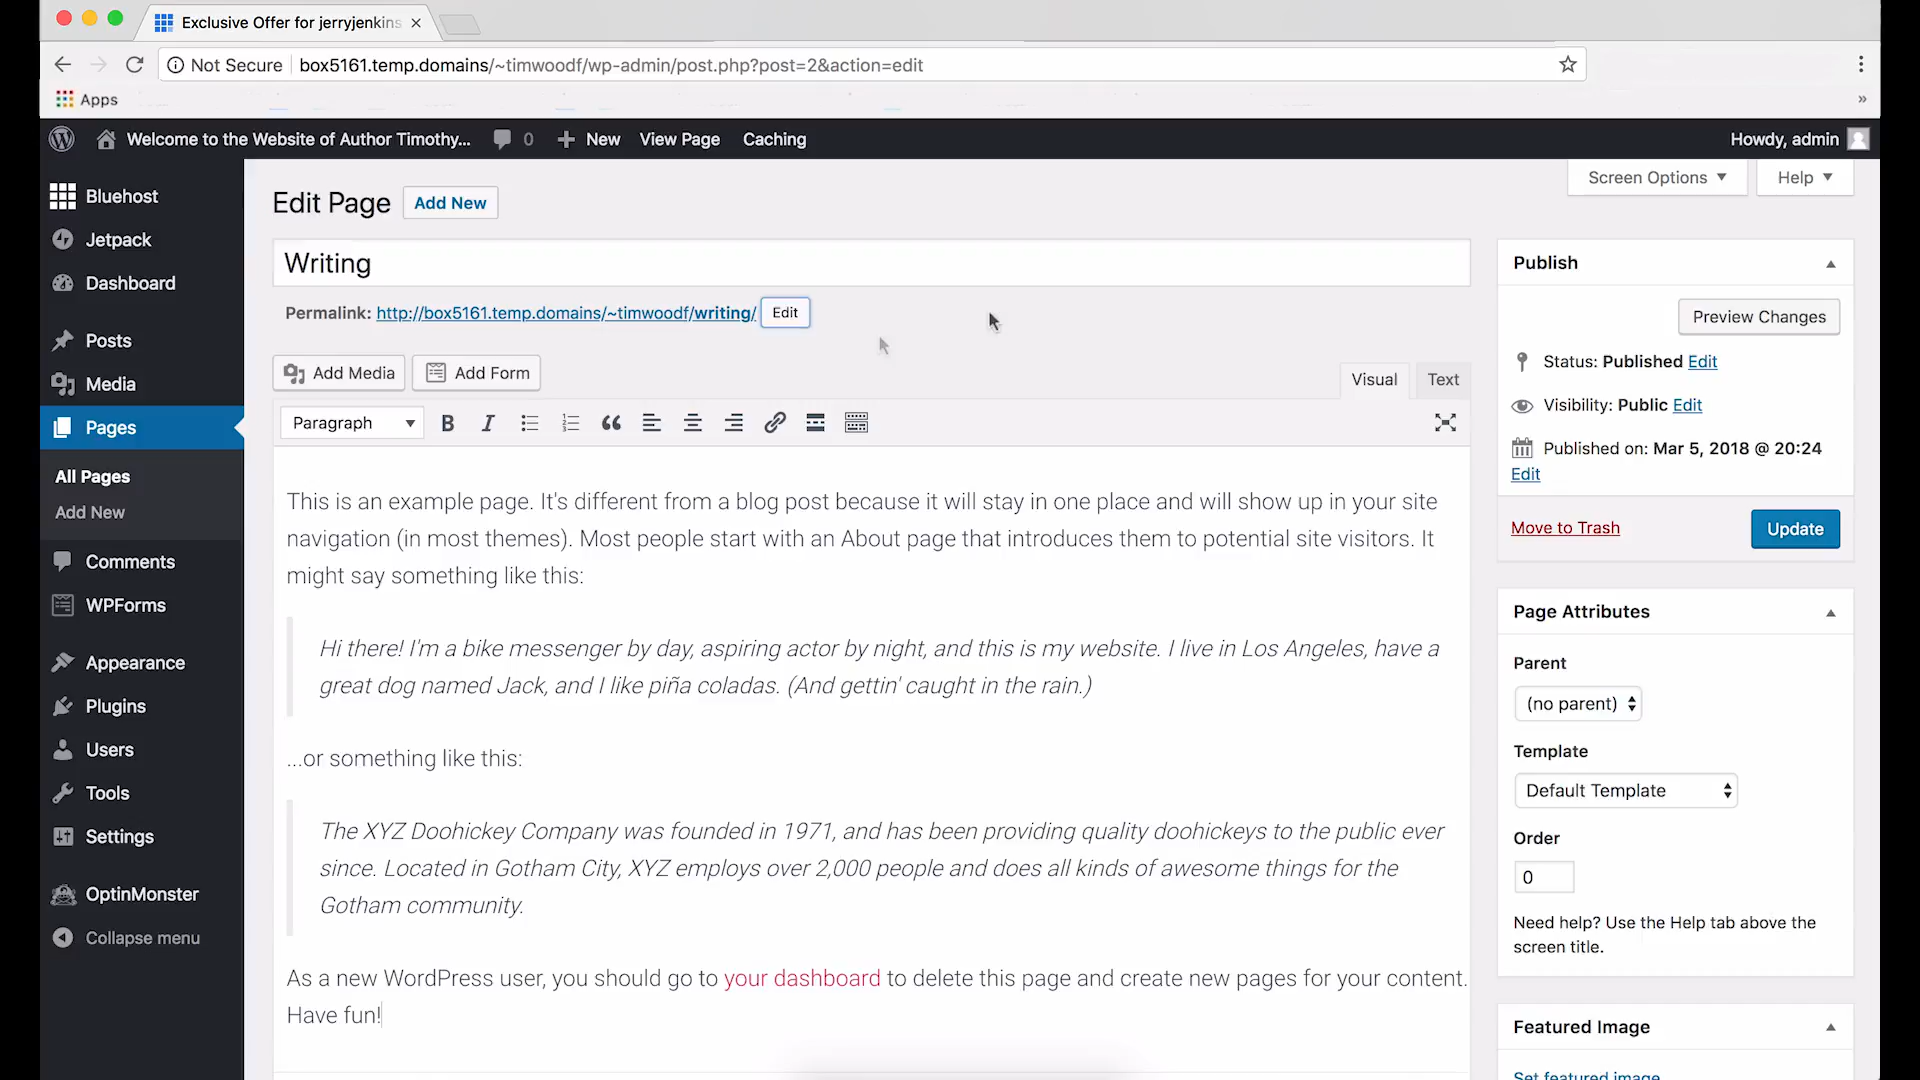 Exclusive Offer for jerryjenkins
Not Secure
box5161.temp.domains/~timwoodf/wp-admin/post.php?post=2&action=edit
Apps
»
Welcome to the Website of Author Timothy...
0
New
View Page
Caching
Howdy, admin
Bluehost
Jetpack
Dashboard
Posts
Media
Pages
All Pages
Add New
Comments
WPForms
Appearance
Plugins
Users
Tools
Settings
OptinMonster
Collapse menu
Screen Options
Help
Edit Page
Add New
Writing
Permalink: http://box5161.temp.domains/~timwoodf/writing/
Edit
Add Media
Add Form
Visual
Text
Paragraph
B
I
This is an example page. It's different from a blog post because it will stay in one place and will show up in your site
navigation (in most themes). Most people start with an About page that introduces them to potential site visitors. It
might say something like this:
Hi there! I'm a bike messenger by day, aspiring actor by night, and this is my website. I live in Los Angeles, have a
great dog named Jack, and I like piña coladas. (And gettin' caught in the rain.)
...or something like this:
The XYZ Doohickey Company was founded in 1971, and has been providing quality doohickeys to the public ever
since. Located in Gotham City, XYZ employs over 2,000 people and does all kinds of awesome things for the
Gotham community.
As a new WordPress user, you should go to your dashboard to delete this page and create new pages for your content.
Have fun!
Publish
Preview Changes
Status: Published Edit
Visibility: Public Edit
Published on: Mar 5, 2018 @ 20:24
Edit
Move to Trash
Update
Page Attributes
Parent
(no parent)
Template
Default Template
Order
0
Need help? Use the Help tab above the
screen title.
Featured Image
Set featured image